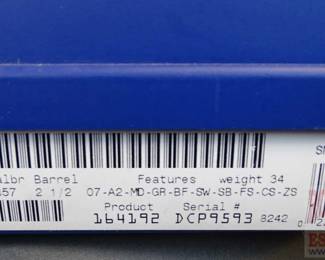 albr Barrel Features weight 34
357 2 1/2 .07-A2-MD-GR-BF-SW-SB-FS-CS-ZS
Product Serial #
164192 DCP9593 8242